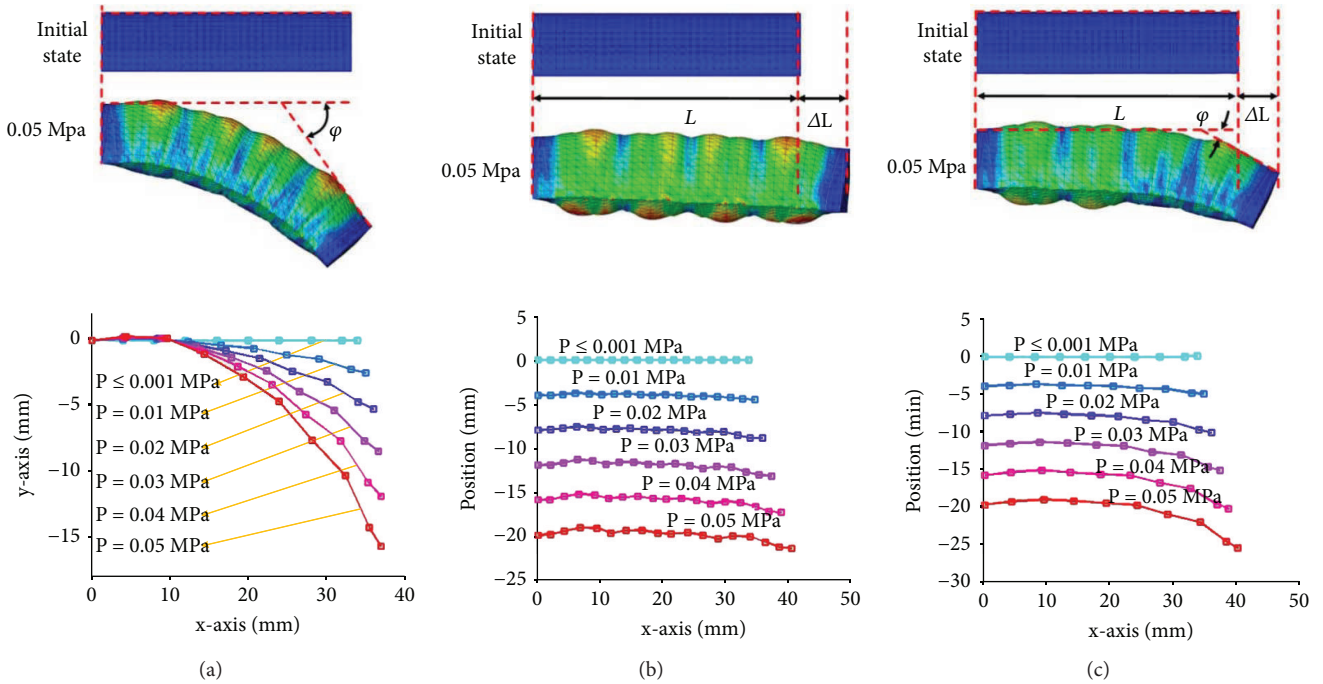 Initial
state
φ
0.05 Mpa
0
−5
−10
−15
y-axis (mm)
P ≤ 0.001 MPa
P = 0.01 MPa
P = 0.02 MPa
P = 0.03 MPa
P = 0.04 MPa
P = 0.05 MPa
0 10 20 30 40
x-axis (mm)
(a)
Initial
state
L ΔL
0.05 Mpa
5
0
−5
−10
−15
−20
−25
Position (mm)
P ≤ 0.001 MPa
P = 0.01 MPa
P = 0.02 MPa
P = 0.03 MPa
P = 0.04 MPa
P = 0.05 MPa
0 10 20 30 40 50
x-axis (mm)
(b)
Initial
state
L φ ΔL
0.05 Mpa
5
0
−5
−10
−15
−20
−25
−30
Position (min)
P ≤ 0.001 MPa
P = 0.01 MPa
P = 0.02 MPa
P = 0.03 MPa
P = 0.04 MPa
P = 0.05 MPa
0 10 20 30 40 50
x-axis (mm)
(c)